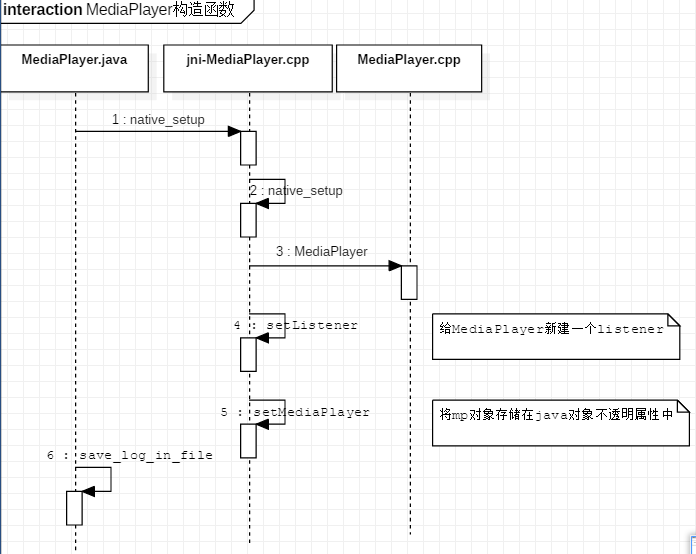 interaction MediaPlayer构造函数
MediaPlayer.java
jni-MediaPlayer.cpp
MediaPlayer.cpp
1 : native_setup
2 : native_setup
3 : MediaPlayer
4 : setListener
给MediaPlayer新建一个listener
5 : setMediaPlayer
将mp对象存储在java对象不透明属性中
6 : save_log_in_file